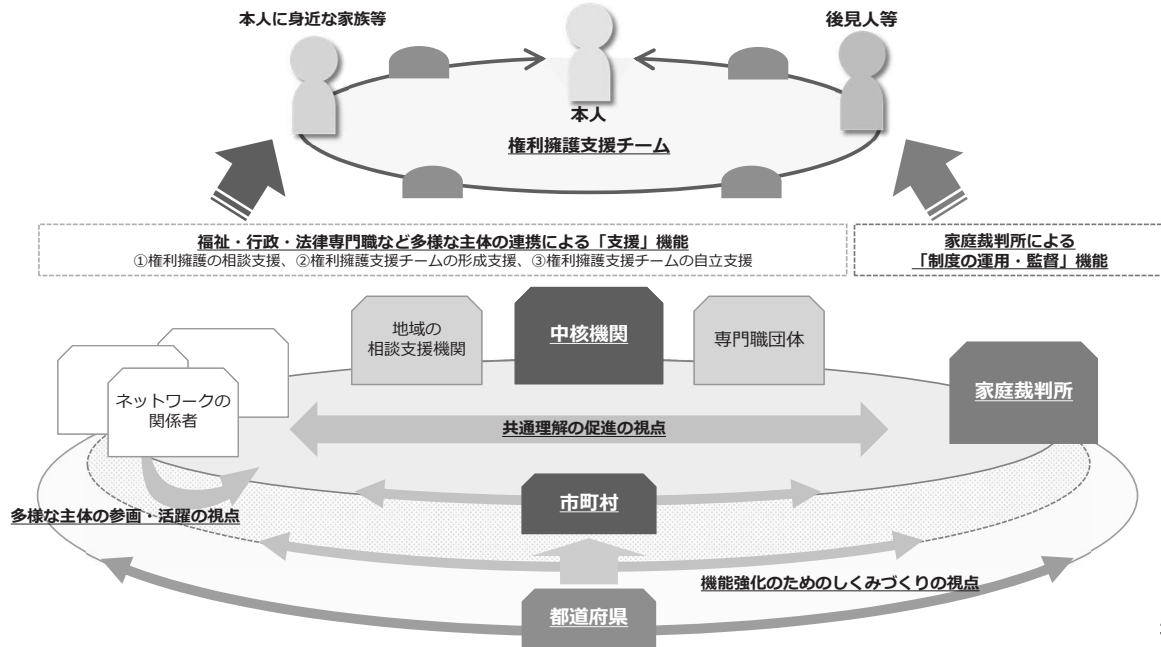 本人に身近な家族等
後見人等
本人
権利擁護支援チーム
福祉・行政・法律専門職など多様な主体の連携による「支援」機能
①権利擁護の相談支援、②権利擁護支援チームの形成支援、③権利擁護支援チームの自立支援
家庭裁判所による
「制度の運用・監督」機能
地域の
相談支援機関
中核機関
専門職団体
ネットワークの
関係者
家庭裁判所
共通理解の促進の視点
市町村
多様な主体の参画・活躍の視点
機能強化のためのしくみづくりの視点
都道府県